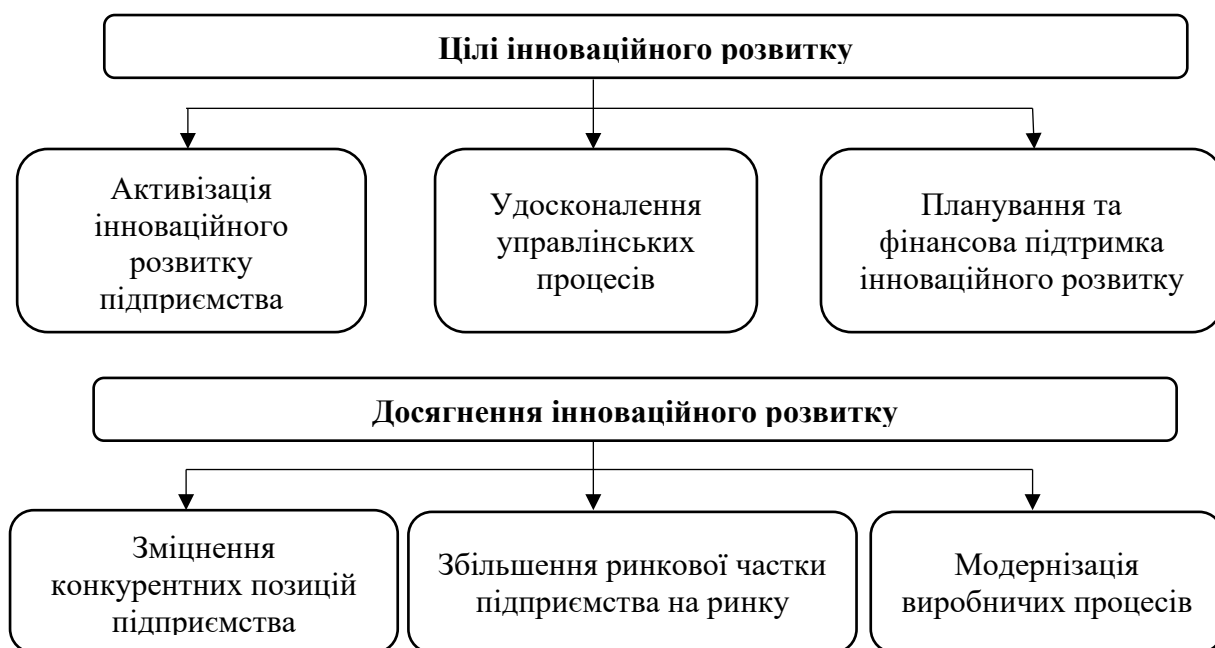 Цілі інноваційного розвитку
Активізація
інноваційного
розвитку
підприємства
Удосконалення
управлінських
процесів
Планування та
фінансова підтримка
інноваційного розвитку
Досягнення інноваційного розвитку
Зміцнення
конкурентних позицій
підприємства
Збільшення ринкової частки
підприємства на ринку
Модернізація
виробничих процесів